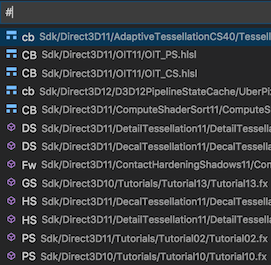 #
cb Sdk/Direct3D11/AdaptiveTessellationCS40/Tessell
CB Sdk/Direct3D11/OIT11/OIT_PS.hlsl
CB Sdk/Direct3D11/OIT11/OIT_CS.hlsl
cb Sdk/Direct3D12/D3D12PipelineStateCache/UberPix
CB Sdk/Direct3D11/ComputeShaderSort11/ComputeS
DS Sdk/Direct3D11/DetailTessellation11/DetailTessella
DS Sdk/Direct3D11/DecalTessellation11/DecalTessella
Fw Sdk/Direct3D11/ContactHardeningShadows11/Con
GS Sdk/Direct3D10/Tutorials/Tutorial13/Tutorial13.fx
HS Sdk/Direct3D11/DecalTessellation11/DecalTessella
HS Sdk/Direct3D11/DetailTessellation11/DetailTessella
PS Sdk/Direct3D11/Tutorials/Tutorial02/Tutorial02.fx
PS Sdk/Direct3D10/Tutorials/Tutorial10/Tutorial10.fx